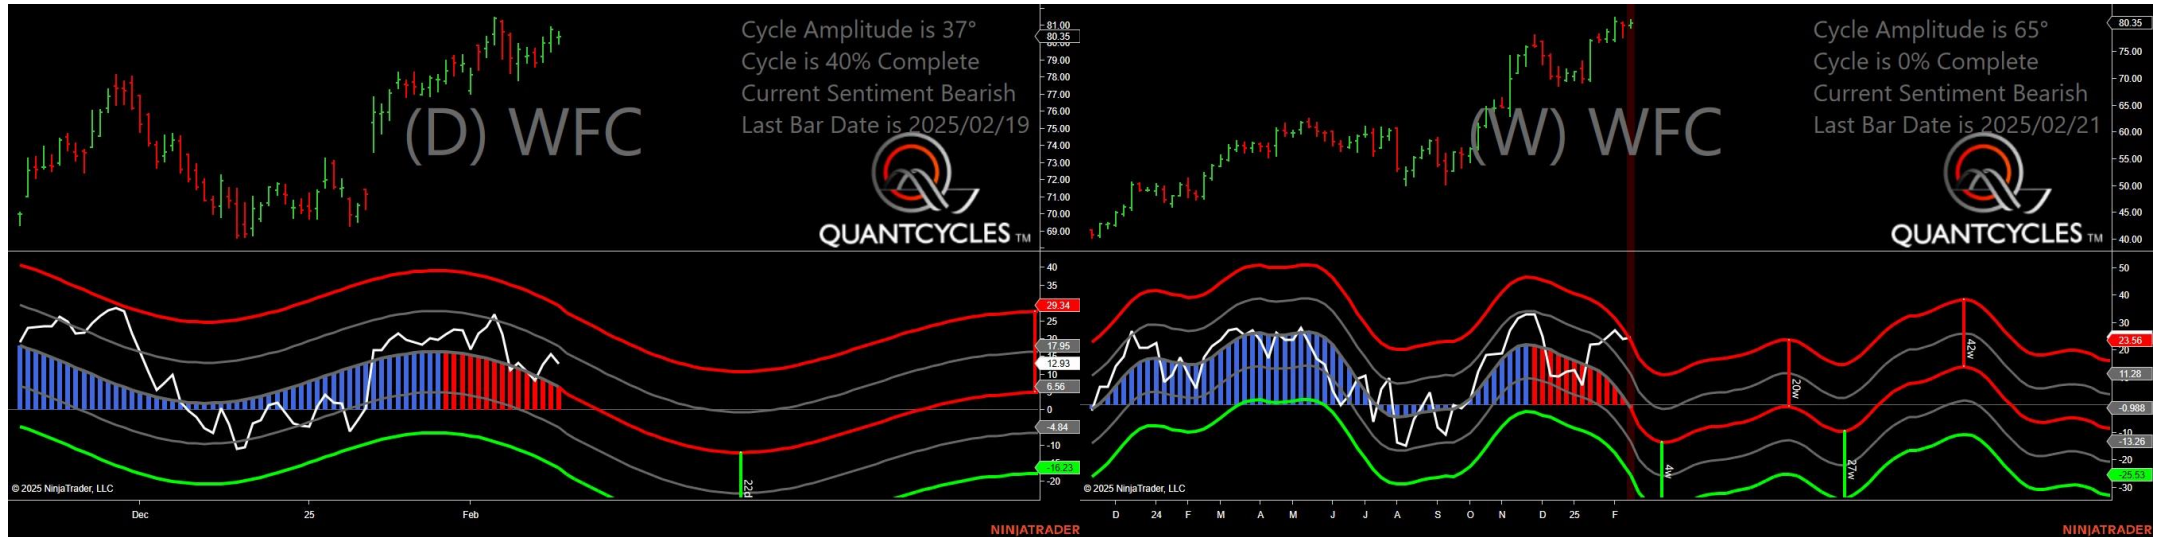 Cycle Amplitude is 37°
Cycle is 40% Complete
Current Sentiment Bearish
Last Bar Date is 2025/02/19
(D) WFC
QUANTCYCLES TM
81.00
80.35
80.00
79.00
78.00
77.00
76.00
75.00
74.00
73.00
72.00
71.00
70.00
69.00
40
35
29.34
25
17.95
12.93
10
6.56
0
-4.84
-10
-16.23
-20
22d
© 2025 NinjaTrader, LLC
Dec 25 Feb
NINJATRADER
Cycle Amplitude is 65°
Cycle is 0% Complete
Current Sentiment Bearish
Last Bar Date is 2025/02/21
(W) WFC
QUANTCYCLES TM
80.35
75.00
70.00
65.00
60.00
55.00
50.00
45.00
40.00
50
40
30
23.56
20
11.28
-0.988
-10
-13.26
-20
-25.53
-30
4w
20w
27w
42w
© 2025 NinjaTrader, LLC
D 24 F M A M J J A S O N D 25 F
NINJATRADER